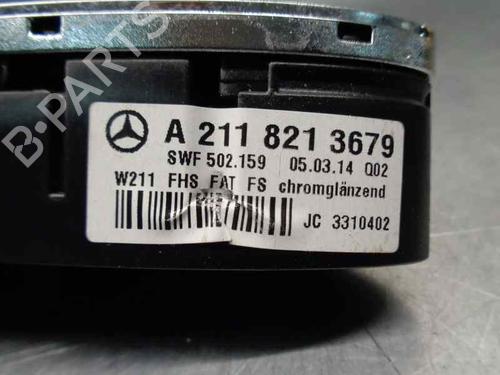 A 211 821 3679
SWF 502.159 05.03.14 Q02
W211 FHS FAT FS chromglänzend
JC 3310402
B-PARTS